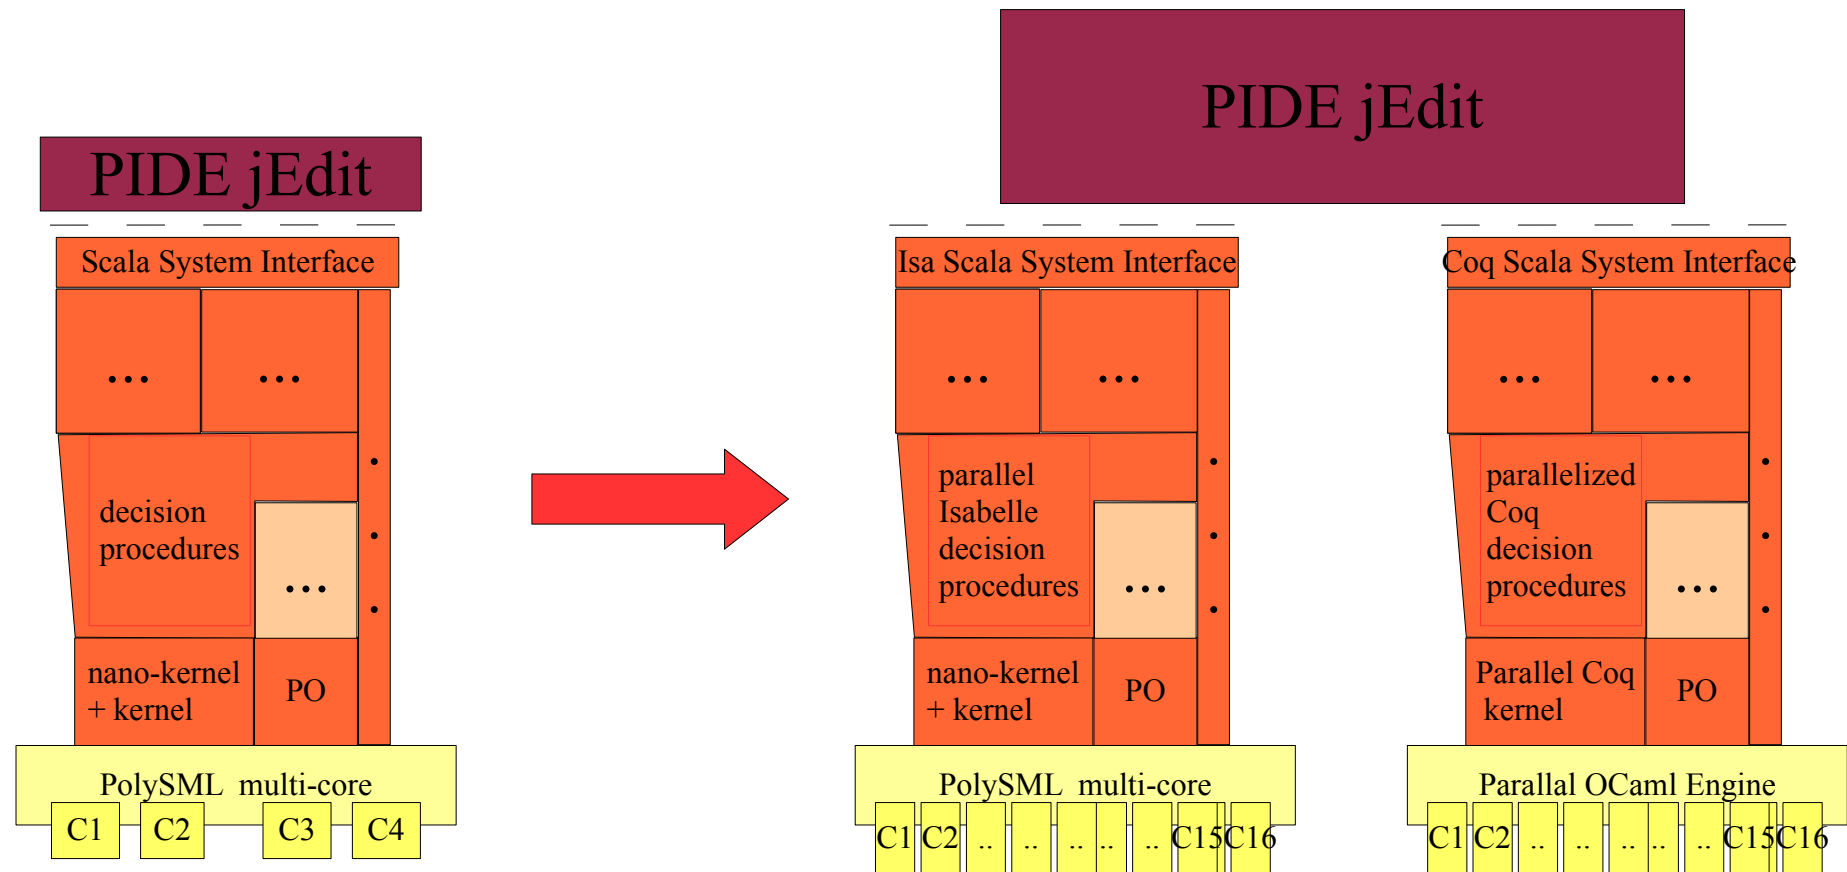 PIDE jEdit
Scala System Interface
...
...
decision
procedures
...
nano-kernel
+ kernel
PO
PolySML multi-core
C1
C2
C3
C4
PIDE jEdit
Isa Scala System Interface
...
...
parallel
Isabelle
decision
procedures
...
nano-kernel
+ kernel
PO
PolySML multi-core
C1
C2
..
..
..
..
..
C15
C16
Coq Scala System Interface
...
...
parallelized
Coq
decision
procedures
...
Parallel Coq
kernel
PO
Parallal OCaml Engine
C1
C2
..
..
..
..
..
C15
C16